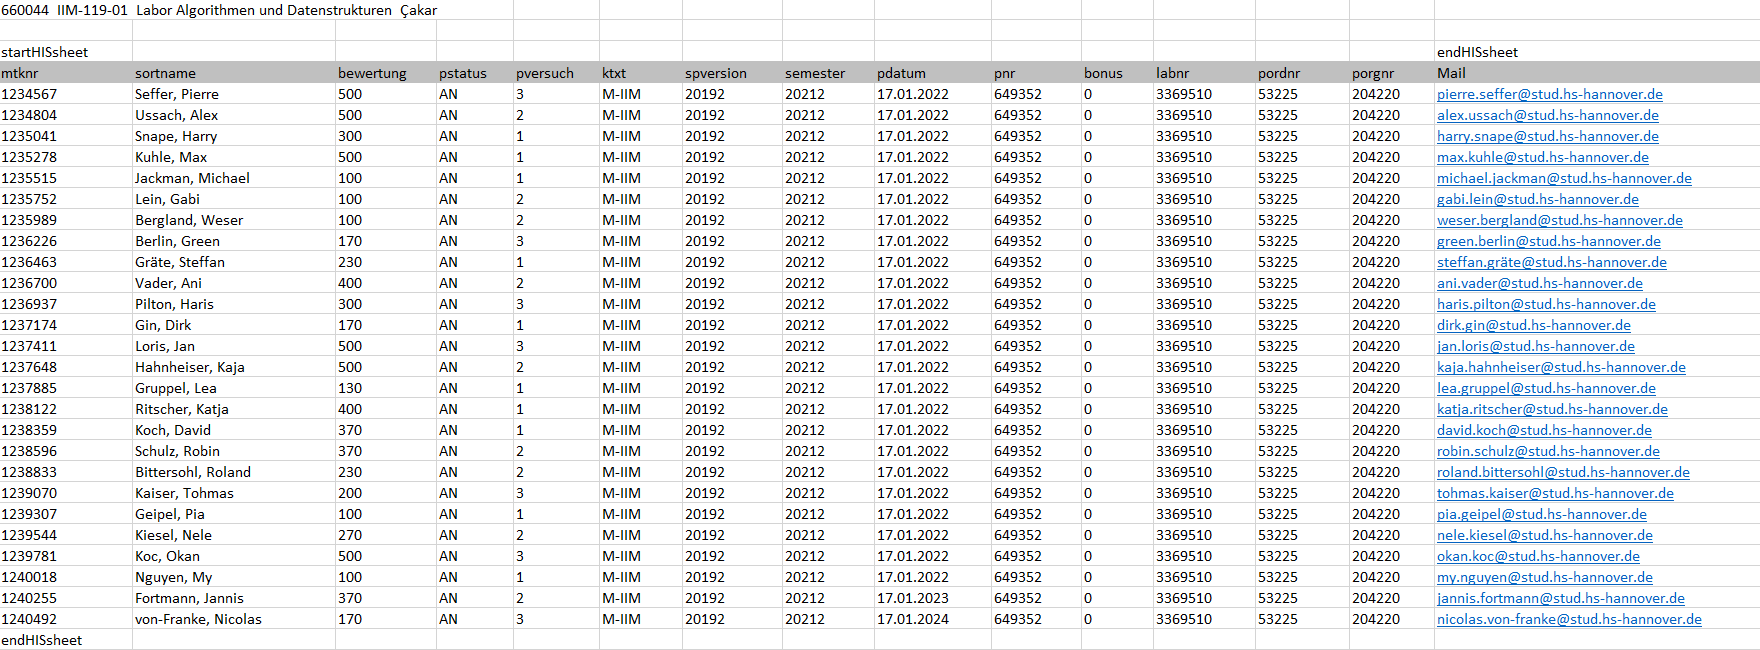 660044 IIM-119-01 Labor Algorithmen und Datenstrukturen Çakar
startHISsheet endHISsheet
mtknr sortname bewertung pstatus pversuch ktxt spversion semester pdatum pnr bonus labnr pordnr porgnr Mail
1234567 Seffer, Pierre 500 AN 3 M-IIM 20192 20212 17.01.2022 649352 0 3369510 53225 204220 pierre.seffer@stud.hs-hannover.de
1234804 Ussach, Alex 500 AN 2 M-IIM 20192 20212 17.01.2022 649352 0 3369510 53225 204220 alex.ussach@stud.hs-hannover.de
1235041 Snape, Harry 300 AN 1 M-IIM 20192 20212 17.01.2022 649352 0 3369510 53225 204220 harry.snape@stud.hs-hannover.de
1235278 Kuhle, Max 500 AN 1 M-IIM 20192 20212 17.01.2022 649352 0 3369510 53225 204220 max.kuhle@stud.hs-hannover.de
1235515 Jackman, Michael 100 AN 1 M-IIM 20192 20212 17.01.2022 649352 0 3369510 53225 204220 michael.jackman@stud.hs-hannover.de
1235752 Lein, Gabi 100 AN 2 M-IIM 20192 20212 17.01.2022 649352 0 3369510 53225 204220 gabi.lein@stud.hs-hannover.de
1235989 Bergland, Weser 100 AN 2 M-IIM 20192 20212 17.01.2022 649352 0 3369510 53225 204220 weser.bergland@stud.hs-hannover.de
1236226 Berlin, Green 170 AN 3 M-IIM 20192 20212 17.01.2022 649352 0 3369510 53225 204220 green.berlin@stud.hs-hannover.de
1236463 Gräte, Steffan 230 AN 1 M-IIM 20192 20212 17.01.2022 649352 0 3369510 53225 204220 steffan.gräte@stud.hs-hannover.de
1236700 Vader, Ani 400 AN 2 M-IIM 20192 20212 17.01.2022 649352 0 3369510 53225 204220 ani.vader@stud.hs-hannover.de
1236937 Pilton, Haris 300 AN 3 M-IIM 20192 20212 17.01.2022 649352 0 3369510 53225 204220 haris.pilton@stud.hs-hannover.de
1237174 Gin, Dirk 170 AN 1 M-IIM 20192 20212 17.01.2022 649352 0 3369510 53225 204220 dirk.gin@stud.hs-hannover.de
1237411 Loris, Jan 500 AN 3 M-IIM 20192 20212 17.01.2022 649352 0 3369510 53225 204220 jan.loris@stud.hs-hannover.de
1237648 Hahnheiser, Kaja 500 AN 2 M-IIM 20192 20212 17.01.2022 649352 0 3369510 53225 204220 kaja.hahnheiser@stud.hs-hannover.de
1237885 Gruppel, Lea 130 AN 1 M-IIM 20192 20212 17.01.2022 649352 0 3369510 53225 204220 lea.gruppel@stud.hs-hannover.de
1238122 Ritscher, Katja 400 AN 1 M-IIM 20192 20212 17.01.2022 649352 0 3369510 53225 204220 katja.ritscher@stud.hs-hannover.de
1238359 Koch, David 370 AN 1 M-IIM 20192 20212 17.01.2022 649352 0 3369510 53225 204220 david.koch@stud.hs-hannover.de
1238596 Schulz, Robin 370 AN 2 M-IIM 20192 20212 17.01.2022 649352 0 3369510 53225 204220 robin.schulz@stud.hs-hannover.de
1238833 Bittersohl, Roland 230 AN 2 M-IIM 20192 20212 17.01.2022 649352 0 3369510 53225 204220 roland.bittersohl@stud.hs-hannover.de
1239070 Kaiser, Tohmas 200 AN 3 M-IIM 20192 20212 17.01.2022 649352 0 3369510 53225 204220 tohmas.kaiser@stud.hs-hannover.de
1239307 Geipel, Pia 100 AN 1 M-IIM 20192 20212 17.01.2022 649352 0 3369510 53225 204220 pia.geipel@stud.hs-hannover.de
1239544 Kiesel, Nele 270 AN 2 M-IIM 20192 20212 17.01.2022 649352 0 3369510 53225 204220 nele.kiesel@stud.hs-hannover.de
1239781 Koc, Okan 500 AN 3 M-IIM 20192 20212 17.01.2022 649352 0 3369510 53225 204220 okan.koc@stud.hs-hannover.de
1240018 Nguyen, My 100 AN 1 M-IIM 20192 20212 17.01.2022 649352 0 3369510 53225 204220 my.nguyen@stud.hs-hannover.de
1240255 Fortmann, Jannis 370 AN 2 M-IIM 20192 20212 17.01.2023 649352 0 3369510 53225 204220 jannis.fortmann@stud.hs-hannover.de
1240492 von-Franke, Nicolas 170 AN 3 M-IIM 20192 20212 17.01.2024 649352 0 3369510 53225 204220 nicolas.von-franke@stud.hs-hannover.de
endHISsheet